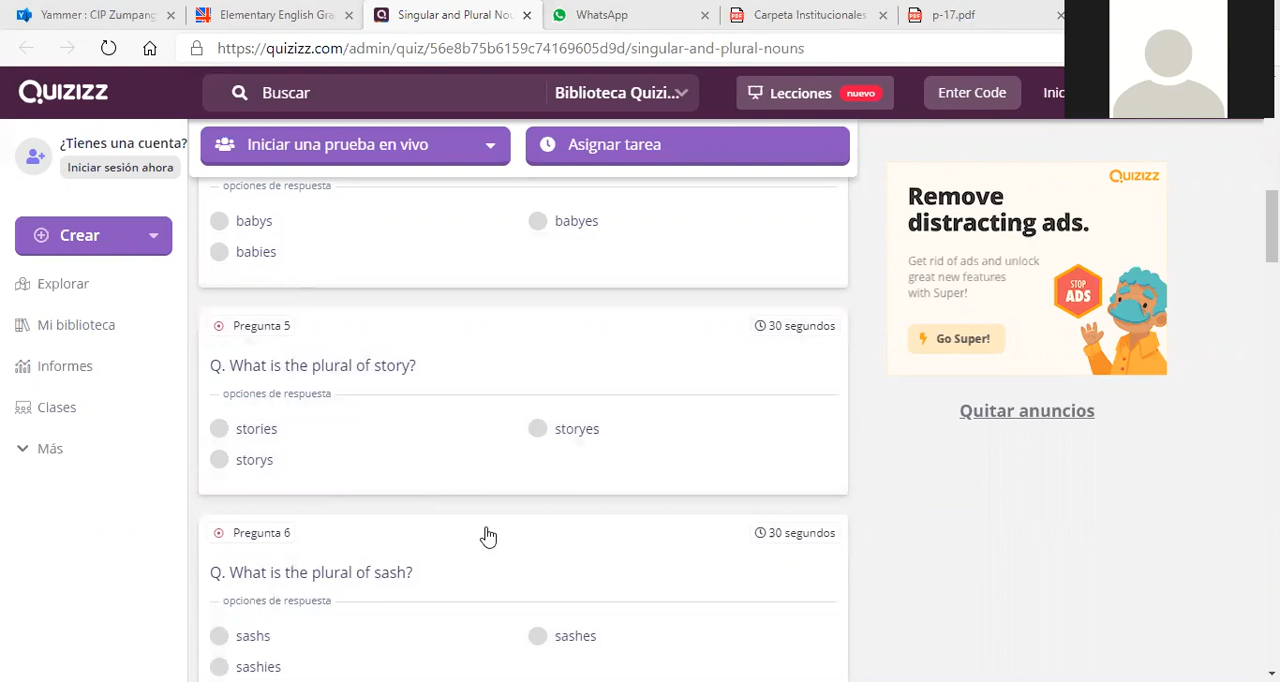 Yammer : CIP Zumpang
Elementary English Gra
Singular and Plural Nou
WhatsApp
Carpeta Institucionales
p-17.pdf
https://quizizz.com/admin/quiz/56e8b75b6159c74169605d9d/singular-and-plural-nouns
QUIZIZZ
Buscar
Biblioteca Quizi...
Lecciones nuevo
Enter Code
Inic
¿Tienes una cuenta?
Iniciar sesión ahora
Crear
Explorar
Mi biblioteca
Informes
Clases
Más
Iniciar una prueba en vivo
Asignar tarea
opciones de respuesta
babys
babyes
babies
Pregunta 5
30 segundos
Q. What is the plural of story?
opciones de respuesta
stories
storyes
storys
Pregunta 6
30 segundos
Q. What is the plural of sash?
opciones de respuesta
sashs
sashes
sashies
QUIZIZZ
Remove
distracting ads.
Get rid of ads and unlock
great new features
with Super!
STOP
ADS
Go Super!
Quitar anuncios